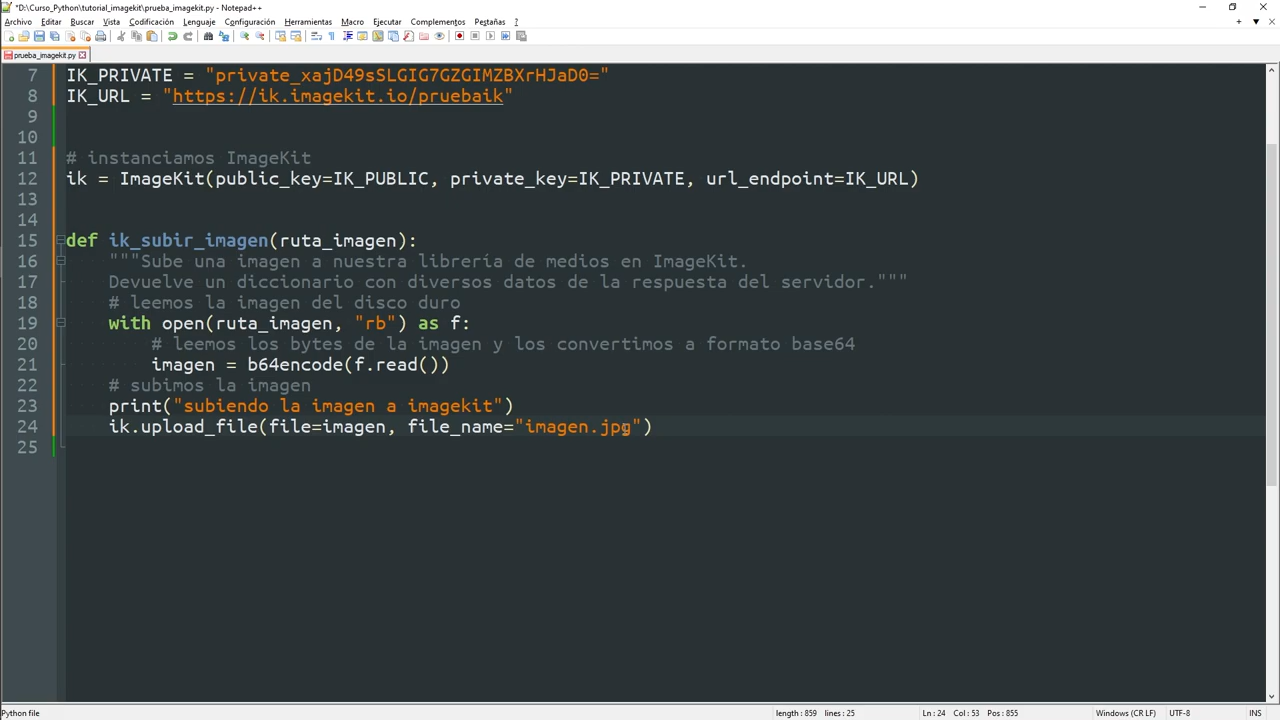 *D:\Curso_Python\tutorial_imagekit\prueba_imagekit.py - Notepad++
Archivo Editar Buscar Vista Codificación Lenguaje Configuración Herramientas Macro Ejecutar Complementos Pestañas ?
prueba_imagekit.py
7 IK_PRIVATE = "private_xajD49sSLGIG7GZGIMZBXrHJaD0="
8 IK_URL = "https://ik.imagekit.io/pruebaik"
9
10
11 # instanciamos ImageKit
12 ik = ImageKit(public_key=IK_PUBLIC, private_key=IK_PRIVATE, url_endpoint=IK_URL)
13
14
15 def ik_subir_imagen(ruta_imagen):
16 """Sube una imagen a nuestra librería de medios en ImageKit.
17 Devuelve un diccionario con diversos datos de la respuesta del servidor."""
18 # leemos la imagen del disco duro
19 with open(ruta_imagen, "rb") as f:
20 # leemos los bytes de la imagen y los convertimos a formato base64
21 imagen = b64encode(f.read())
22 # subimos la imagen
23 print("subiendo la imagen a imagekit")
24 ik.upload_file(file=imagen, file_name="imagen.jpg")
25
Python file length : 859 lines : 25 Ln : 24 Col : 53 Pos : 855 Windows (CR LF) UTF-8 INS